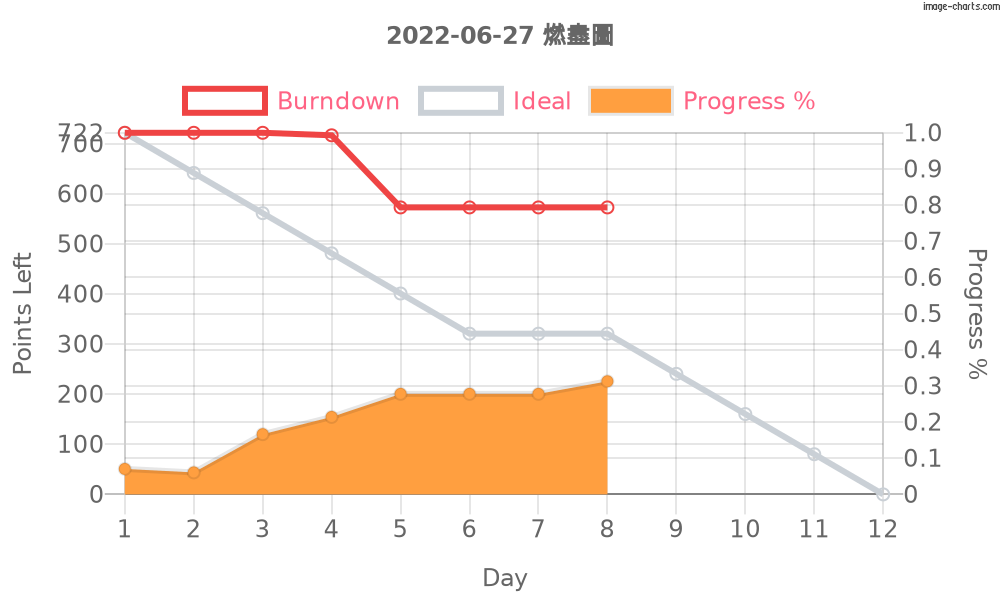 image-charts.com
2022-06-27 燃盡圖
Burndown Ideal Progress %
722 1.0
700
0.9
600
0.8
500 0.7
0.6
400
0.5
300 0.4
0.3
200
0.2
100
0.1
0 0
Points Left
Progress %
1 2 3 4 5 6 7 8 9 10 11 12
Day